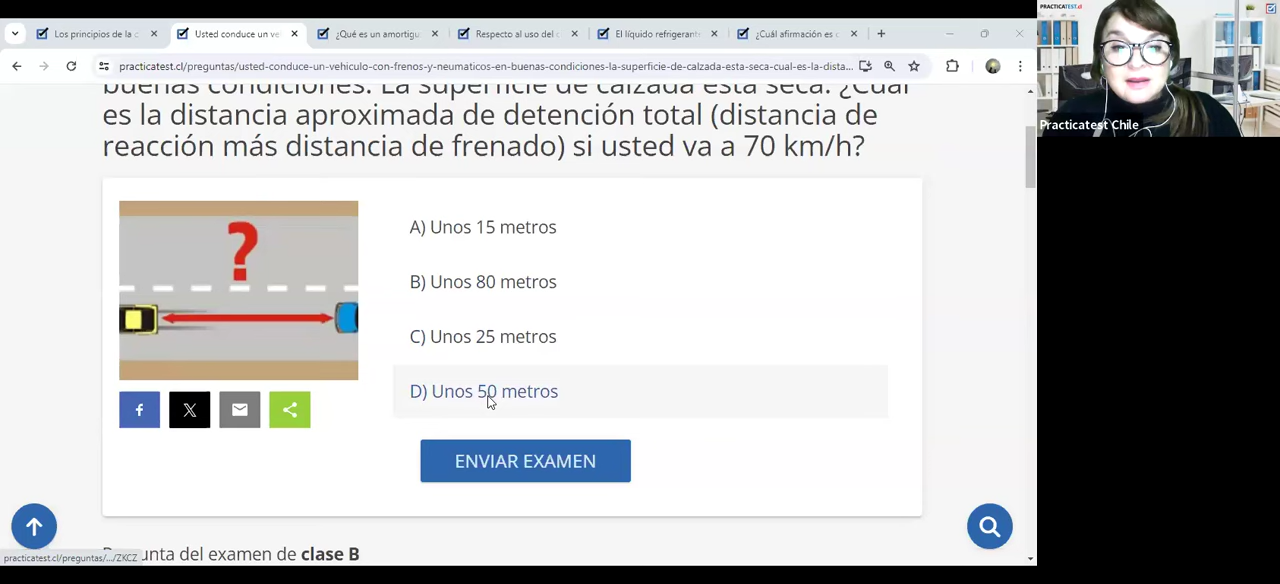 Los principios de la c
Usted conduce un ve
¿Qué es un amortigu
Respecto al uso del c
El líquido refrigerante
¿Cuál afirmación es c
practicatest.cl/preguntas/usted-conduce-un-vehiculo-con-frenos-neumaticos-en-buenas-condiciones-la-superficie-de-calzada-esta-seca-cual-es-la-dista...
PRACTICATEST.cl
Practicatest Chile
buenas condiciones. La superficie de calzada está seca. ¿Cuál
es la distancia aproximada de detención total (distancia de
reacción más distancia de frenado) si usted va a 70 km/h?
?
A) Unos 15 metros
B) Unos 80 metros
C) Unos 25 metros
D) Unos 50 metros
ENVIAR EXAMEN
Pregunta del examen de clase B
practicatest.cl/preguntas/.../ZKCZ